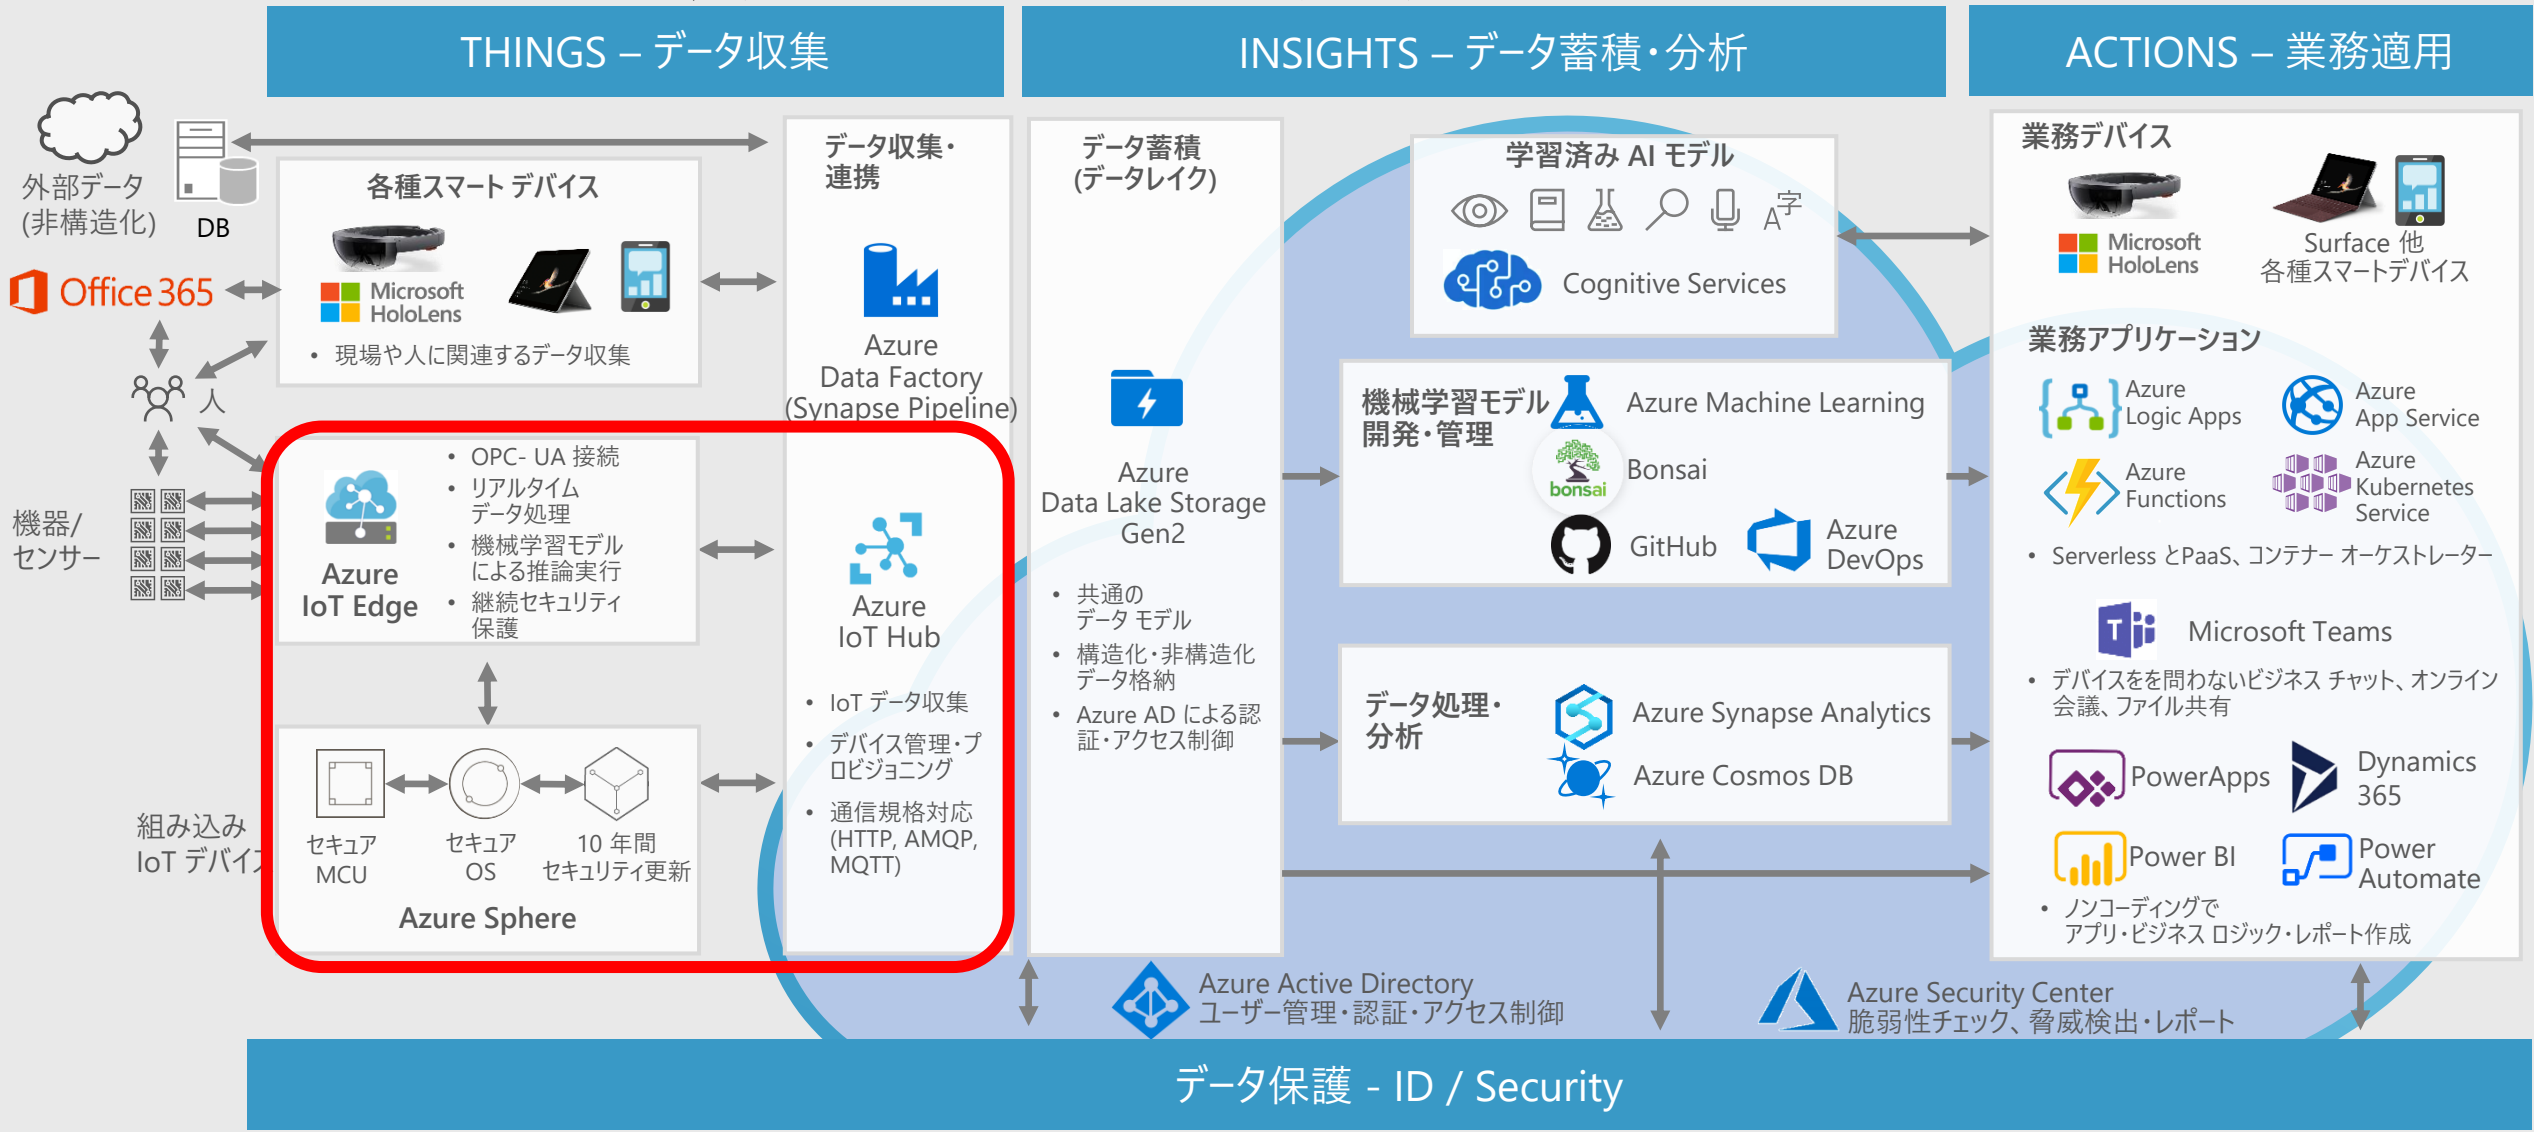 THINGS – データ収集
INSIGHTS – データ蓄積・分析
ACTIONS – 業務適用
外部データ
(非構造化)
DB
Office 365
人
機器/
センサー
組み込み
IoT デバイス
各種スマート デバイス
Microsoft
HoloLens
• 現場や人に関連するデータ収集
Azure
IoT Edge
• OPC- UA 接続
• リアルタイム
データ処理
• 機械学習モデル
による推論実行
• 継続セキュリティ
保護
セキュア
MCU
セキュア
OS
10 年間
セキュリティ更新
Azure Sphere
データ収集・
連携
Azure
Data Factory
(Synapse Pipeline)
Azure
IoT Hub
• IoT データ収集
• デバイス管理・プ
ロビジョニング
• 通信規格対応
(HTTP, AMQP,
MQTT)
データ蓄積
(データレイク)
Azure
Data Lake Storage
Gen2
• 共通の
データ モデル
• 構造化・非構造化
データ格納
• Azure AD による認
証・アクセス制御
学習済み AI モデル
A字
Cognitive Services
機械学習モデル
開発・管理
Azure Machine Learning
bonsai
Bonsai
GitHub
Azure
DevOps
データ処理・
分析
Azure Synapse Analytics
Azure Cosmos DB
業務デバイス
Microsoft
HoloLens
Surface 他
各種スマートデバイス
業務アプリケーション
Azure
Logic Apps
Azure
App Service
Azure
Functions
Azure
Kubernetes
Service
• Serverless とPaaS、コンテナー オーケストレーター
Microsoft Teams
• デバイスをを問わないビジネス チャット、オンライン
会議、ファイル共有
PowerApps
Dynamics
365
Power BI
Power
Automate
• ノンコーディングで
アプリ・ビジネス ロジック・レポート作成
Azure Active Directory
ユーザー管理・認証・アクセス制御
Azure Security Center
脆弱性チェック、脅威検出・レポート
データ保護 - ID / Security